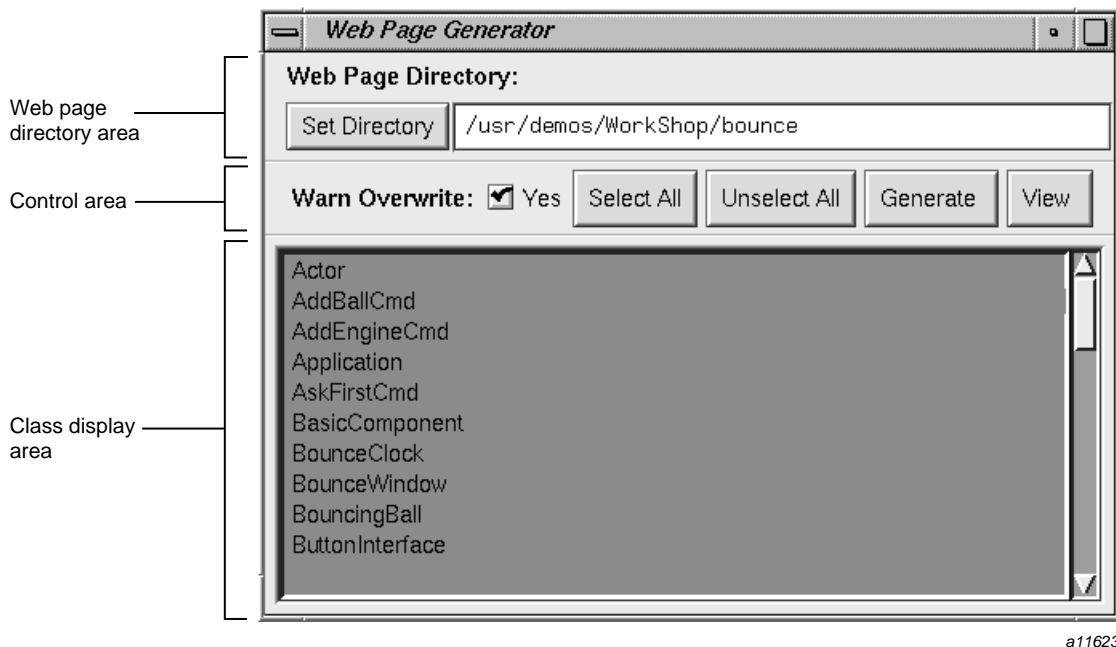 Web Page Generator
Web page
directory area
Web Page Directory:
Set Directory /usr/demos/WorkShop/bounce
Control area
Warn Overwrite: Yes Select All Unselect All Generate View
Class display
area
Actor
AddBallCmd
AddEngineCmd
Application
AskFirstCmd
BasicComponent
BounceClock
BounceWindow
BouncingBall
ButtonInterface
a11623